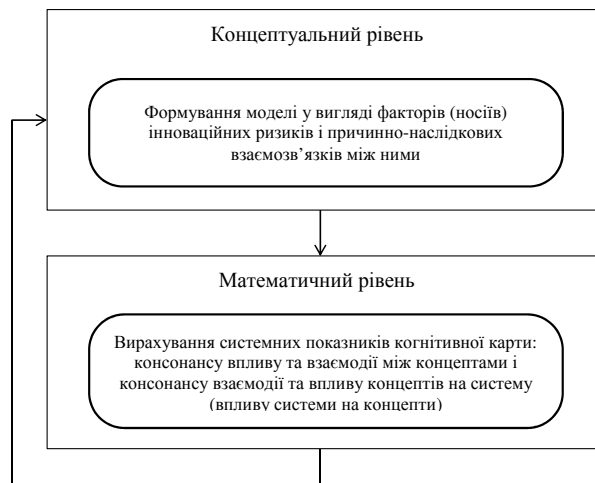 Концептуальний рівень
Формування моделі у вигляді факторів (носіїв)
інноваційних ризиків і причинно-наслідкових
взаємозв’язків між ними
Математичний рівень
Вирахування системних показників когнітивної карти:
консонансу впливу та взаємодії між концептами і
консонансу взаємодії та впливу концептів на систему
(впливу системи на концепти)